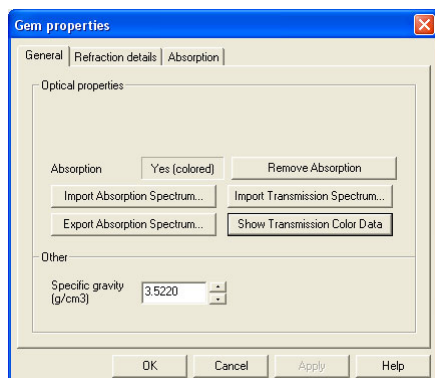 Gem properties
General Refraction details Absorption
Optical properties
Absorption Yes (colored) Remove Absorption
Import Absorption Spectrum... Import Transmission Spectrum...
Export Absorption Spectrum... Show Transmission Color Data
Other
Specific gravity
(g/cm3) 3.5220
OK Cancel Apply Help